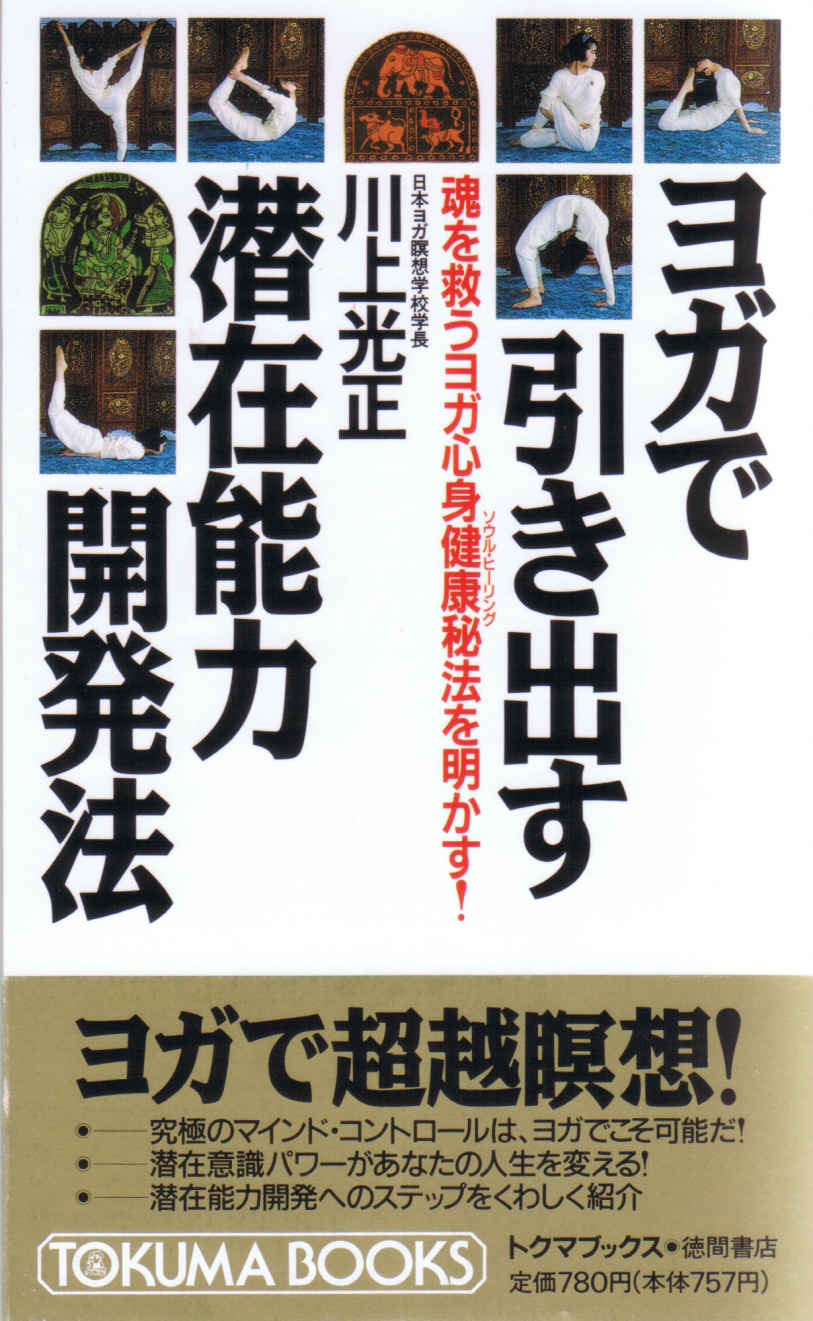 ヨガで
引き出す
魂を救うヨガ心身健康秘法を明かす!
ソウル・ヒーリング
日本ヨガ瞑想学校学長
川上光正
潜在能力
開発法
ヨガで超越瞑想!
●――究極のマインド・コントロールは、ヨガでこそ可能だ!
●――潜在意識パワーがあなたの人生を変える!
●――潜在能力開発へのステップをくわしく紹介
TOKUMA BOOKS
トクマブックス●徳間書店
定価780円(本体757円)